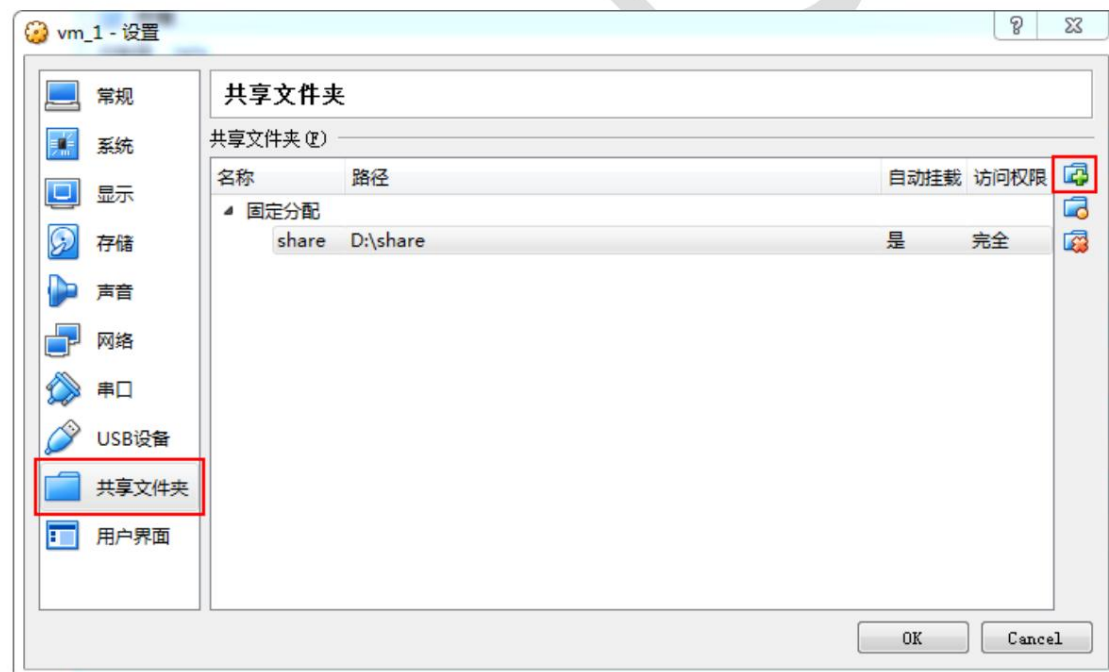 vm_1 - 设置
常规
系统
显示
存储
声音
网络
串口
USB设备
共享文件夹
用户界面
共享文件夹
共享文件夹(F)
名称 路径 自动挂载 访问权限
固定分配
share D:\share 是 完全
OK Cancel